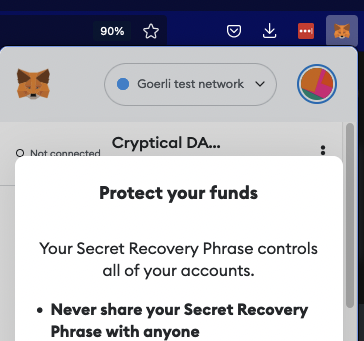 90%
Goerli test network
Cryptical DA...
Not connected
Protect your funds
Your Secret Recovery Phrase controls
all of your accounts.
• Never share your Secret Recovery
Phrase with anyone